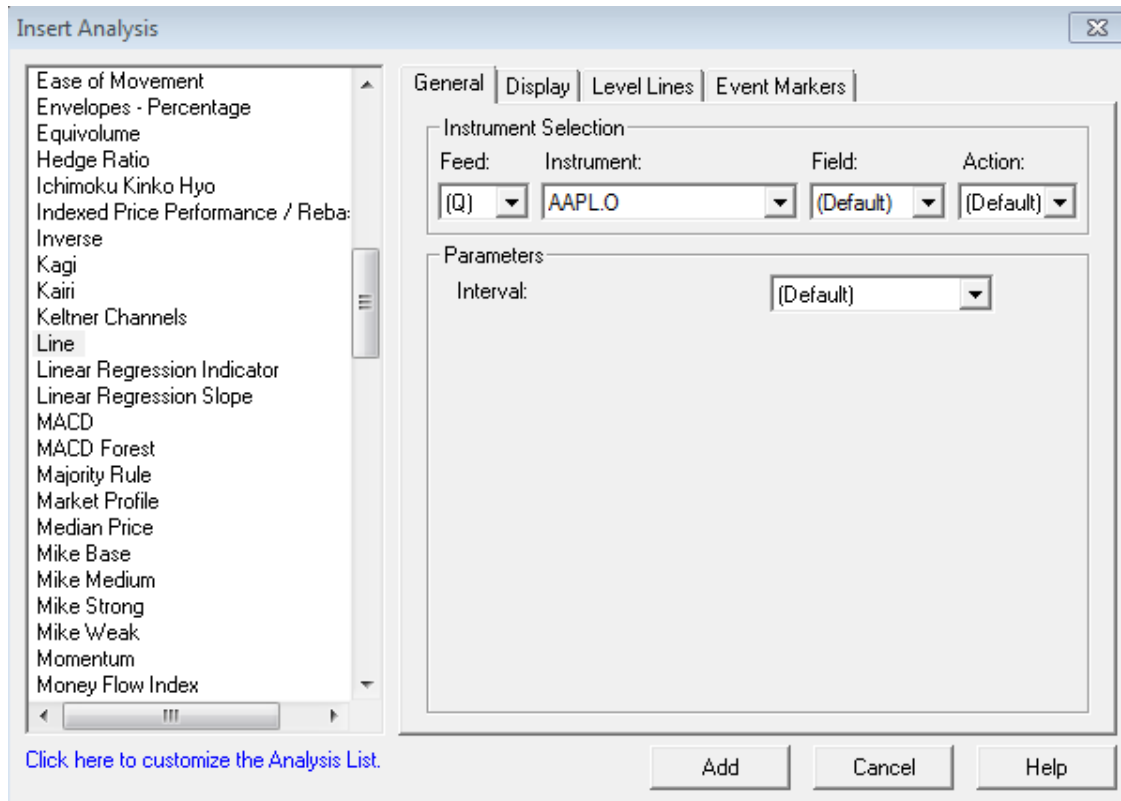 Insert Analysis
Ease of Movement
Envelopes - Percentage
Equivolume
Hedge Ratio
Ichimoku Kinko Hyo
Indexed Price Performance / Reba:
Inverse
Kagi
Kairi
Keltner Channels
Line
Linear Regression Indicator
Linear Regression Slope
MACD
MACD Forest
Majority Rule
Market Profile
Median Price
Mike Base
Mike Medium
Mike Strong
Mike Weak
Momentum
Money Flow Index
Click here to customize the Analysis List.
General Display Level Lines Event Markers
Instrument Selection
Feed: Instrument: Field: Action:
(Q) AAPL.O (Default) (Default)
Parameters
Interval: (Default)
Add Cancel Help